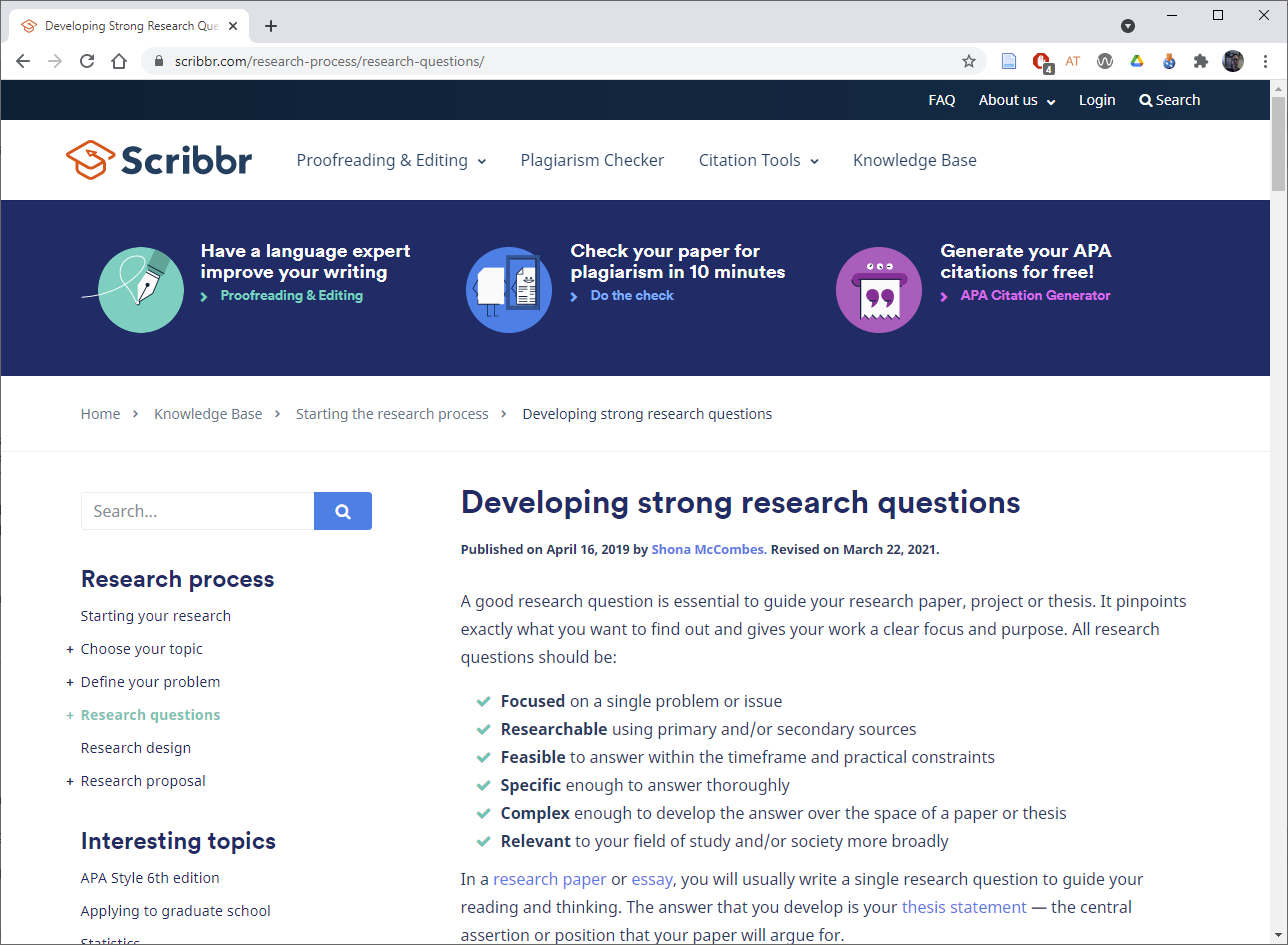 Developing Strong Research Que
scribbr.com/research-process/research-questions/
4
AT
FAQ About us Login Search
Scribbr Proofreading & Editing Plagiarism Checker Citation Tools Knowledge Base
Have a language expert
improve your writing
Proofreading & Editing
Check your paper for
plagiarism in 10 minutes
Do the check
Generate your APA
citations for free!
APA Citation Generator
Home > Knowledge Base > Starting the research process > Developing strong research questions
Search...
Research process
Starting your research
+ Choose your topic
+ Define your problem
+ Research questions
Research design
+ Research proposal
Interesting topics
APA Style 6th edition
Applying to graduate school
Statistics
Developing strong research questions
Published on April 16, 2019 by Shona McCombes. Revised on March 22, 2021.
A good research question is essential to guide your research paper, project or thesis. It pinpoints
exactly what you want to find out and gives your work a clear focus and purpose. All research
questions should be:
Focused on a single problem or issue
Researchable using primary and/or secondary sources
Feasible to answer within the timeframe and practical constraints
Specific enough to answer thoroughly
Complex enough to develop the answer over the space of a paper or thesis
Relevant to your field of study and/or society more broadly
In a research paper or essay, you will usually write a single research question to guide your
reading and thinking. The answer that you develop is your thesis statement — the central
assertion or position that your paper will argue for.